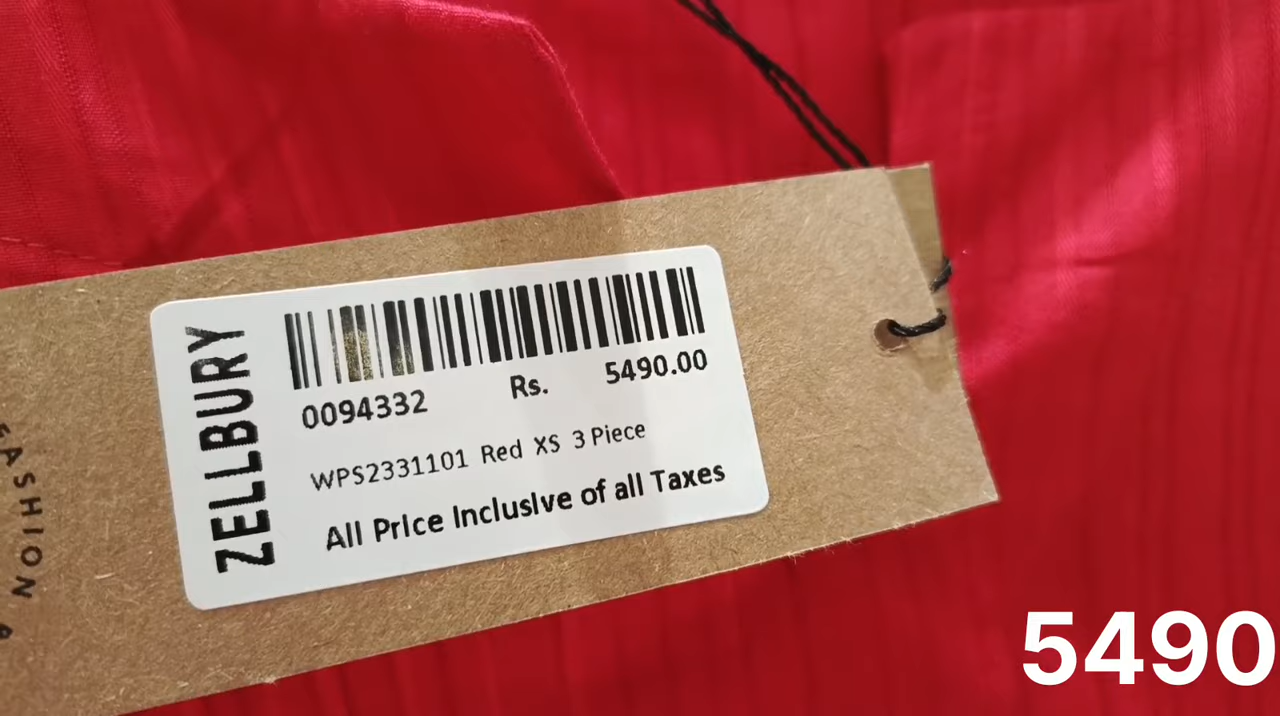 ZELLBURY
0094332 Rs. 5490.00
WPS2331101 Red XS 3 Piece
All Price Inclusive of all Taxes
FASHION
5490